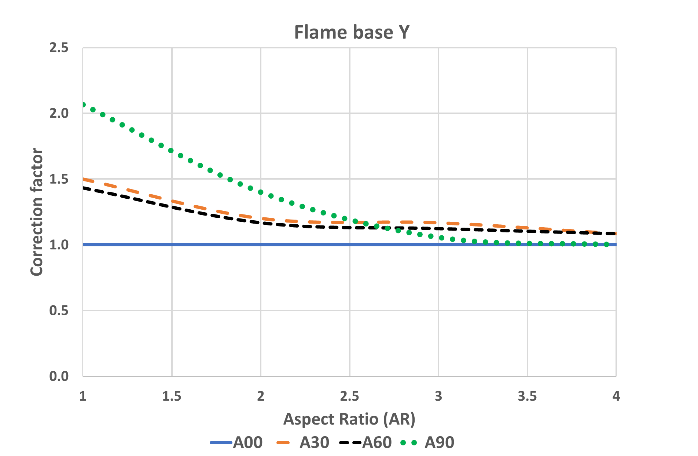 Flame base Y
2.5
2.0
1.5
1.0
0.5
0.0
Correction factor
1 1.5 2 2.5 3 3.5 4
Aspect Ratio (AR)
A00 A30 A60 A90